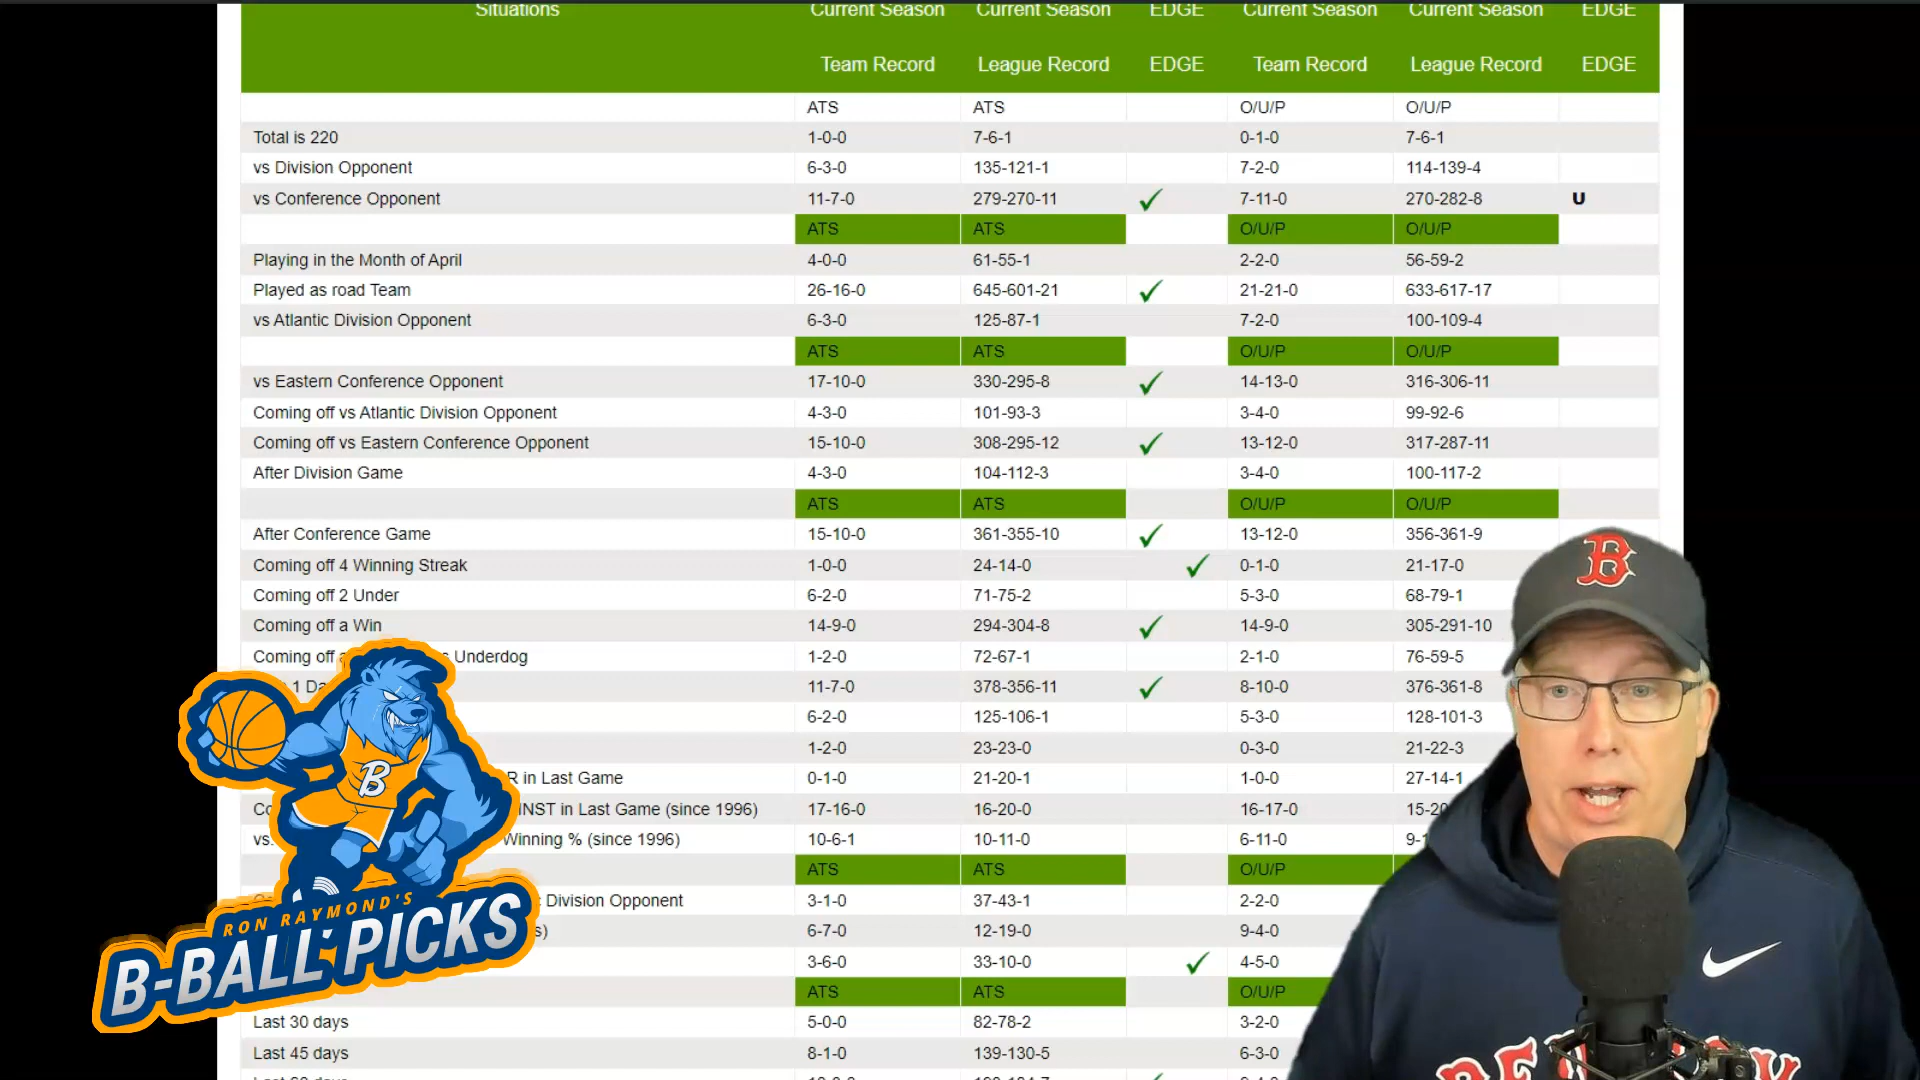 Situations Current Season Current Season EDGE Current Season Current Season EDGE
Team Record League Record EDGE Team Record League Record EDGE
ATS ATS O/U/P O/U/P
Total is 220 1-0-0 7-6-1 0-1-0 7-6-1
vs Division Opponent 6-3-0 135-121-1 7-2-0 114-139-4
vs Conference Opponent 11-7-0 279-270-11 7-11-0 270-282-8 U
ATS ATS O/U/P O/U/P
Playing in the Month of April 4-0-0 61-55-1 2-2-0 56-59-2
Played as road Team 26-16-0 645-601-21 21-21-0 633-617-17
vs Atlantic Division Opponent 6-3-0 125-87-1 7-2-0 100-109-4
ATS ATS O/U/P O/U/P
vs Eastern Conference Opponent 17-10-0 330-295-8 14-13-0 316-306-11
Coming off vs Atlantic Division Opponent 4-3-0 101-93-3 3-4-0 99-92-6
Coming off vs Eastern Conference Opponent 15-10-0 308-295-12 13-12-0 317-287-11
After Division Game 4-3-0 104-112-3 3-4-0 100-117-2
ATS ATS O/U/P O/U/P
After Conference Game 15-10-0 361-355-10 13-12-0 356-361-9
Coming off 4 Winning Streak 1-0-0 24-14-0 0-1-0 21-17-0
Coming off 2 Under 6-2-0 71-75-2 5-3-0 68-79-1
Coming off a Win 14-9-0 294-304-8 14-9-0 305-291-10
Coming off Underdog 1-2-0 72-67-1 2-1-0 76-59-5
1 11-7-0 378-356-11 8-10-0 376-361-8
6-2-0 125-106-1 5-3-0 128-101-3
1-2-0 23-23-0 0-3-0 21-22-3
R in Last Game 0-1-0 21-20-1 1-0-0 27-14-1
INST in Last Game (since 1996) 17-16-0 16-20-0 16-17-0 15-20
vs. Winning % (since 1996) 10-6-1 10-11-0 6-11-0
ATS ATS O/U/P
Division Opponent 3-1-0 37-43-1 2-2-0
s) 6-7-0 12-19-0 9-4-0
3-6-0 33-10-0 4-5-0
ATS ATS O/U/P
Last 30 days 5-0-0 82-78-2 3-2-0
Last 45 days 8-1-0 139-130-5 6-3-0
B
RON RAYMOND'S
B-BALL PICKS
B